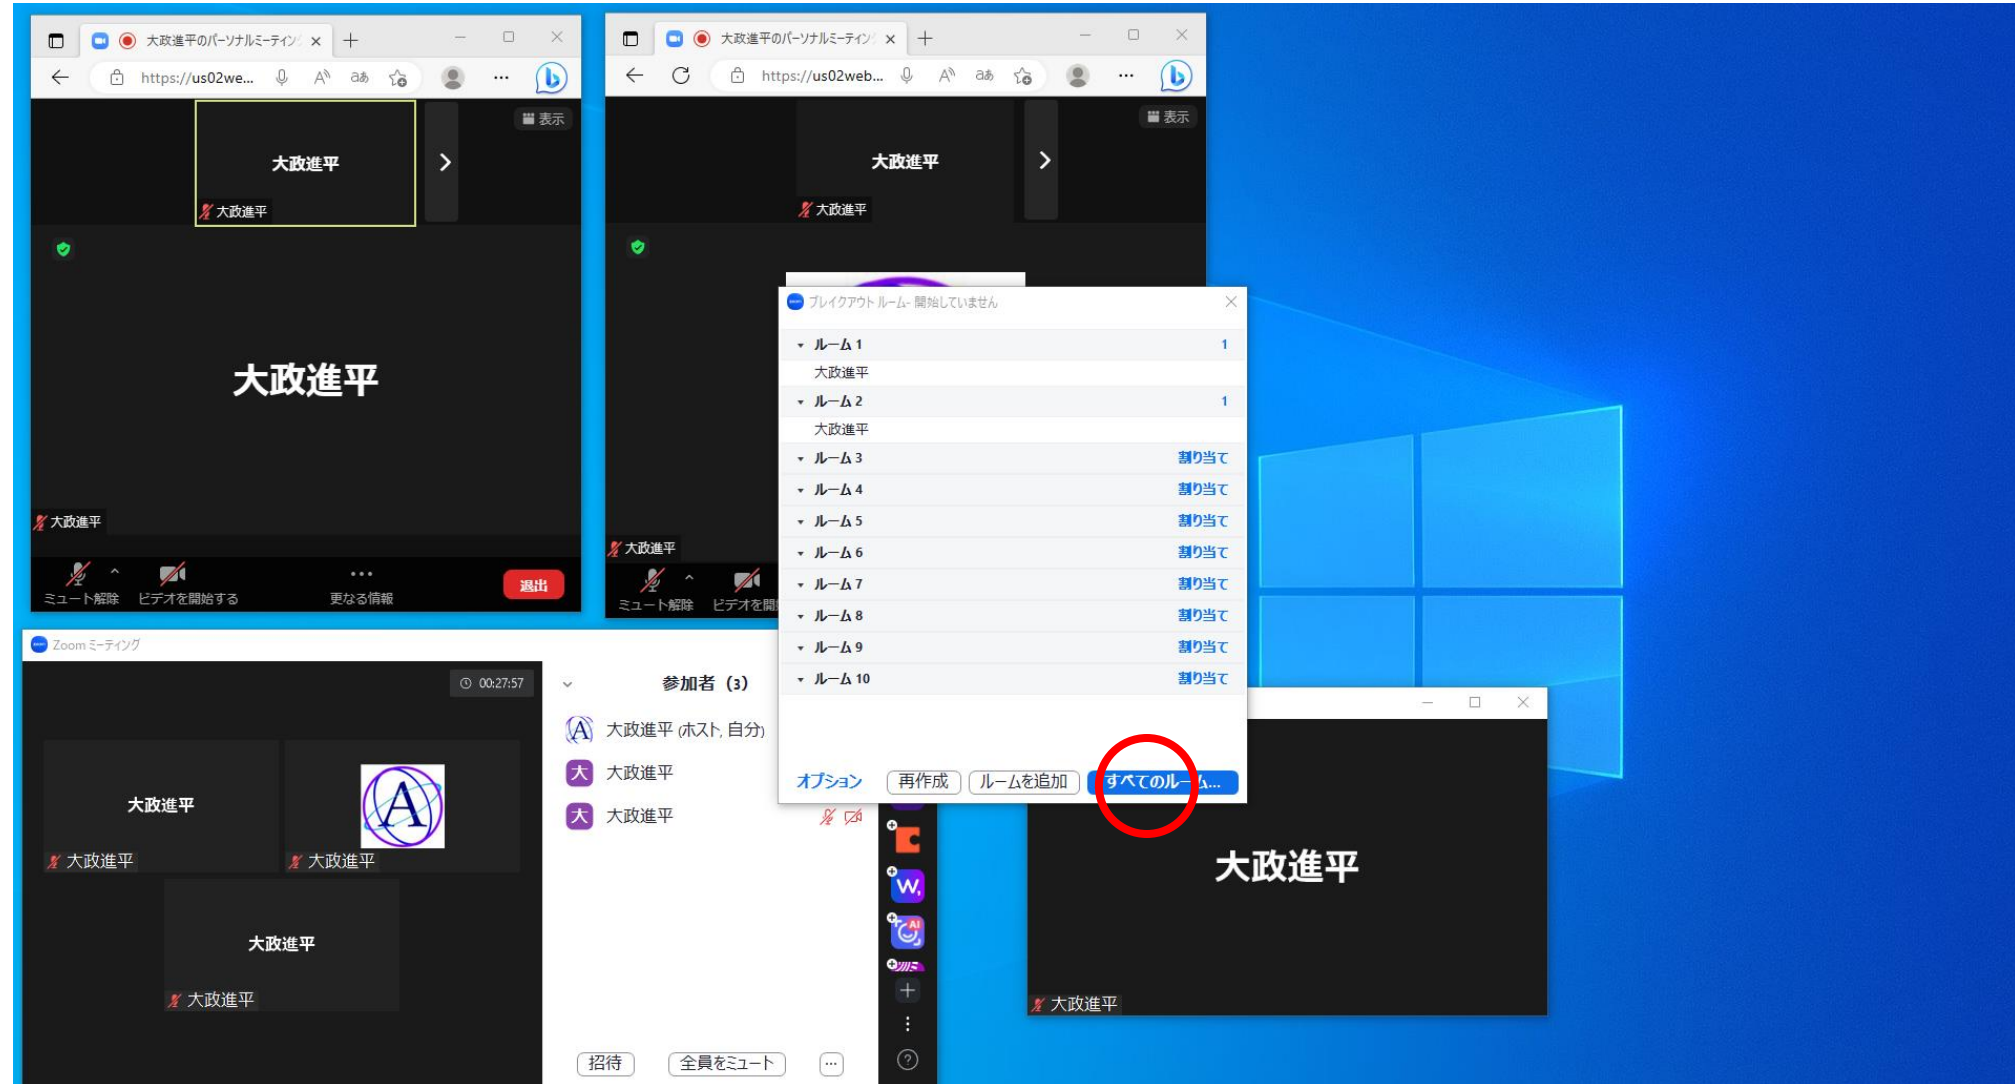 大政進平のパーソナルミーティン
https://us02we...
表示
大政進平
大政進平
大政進平
大政進平
ミュート解除
ビデオを開始する
更なる情報
退出
大政進平のパーソナルミーティン
https://us02web...
表示
大政進平
大政進平
大政進平
ミュート解除
ビデオを開
ブレイクアウト ルーム- 開始していません
ルーム 1 1
大政進平
ルーム 2 1
大政進平
ルーム 3 割り当て
ルーム 4 割り当て
ルーム 5 割り当て
ルーム 6 割り当て
ルーム 7 割り当て
ルーム 8 割り当て
ルーム 9 割り当て
ルーム 10 割り当て
オプション 再作成 ルームを追加 すべてのルーム...
Zoom ミーティング
00:27:57
大政進平
大政進平
大政進平
大政進平
大政進平
参加者 (3)
大政進平 (ホスト, 自分)
大 大政進平
大 大政進平
招待 全員をミュート ...
大政進平
大政進平